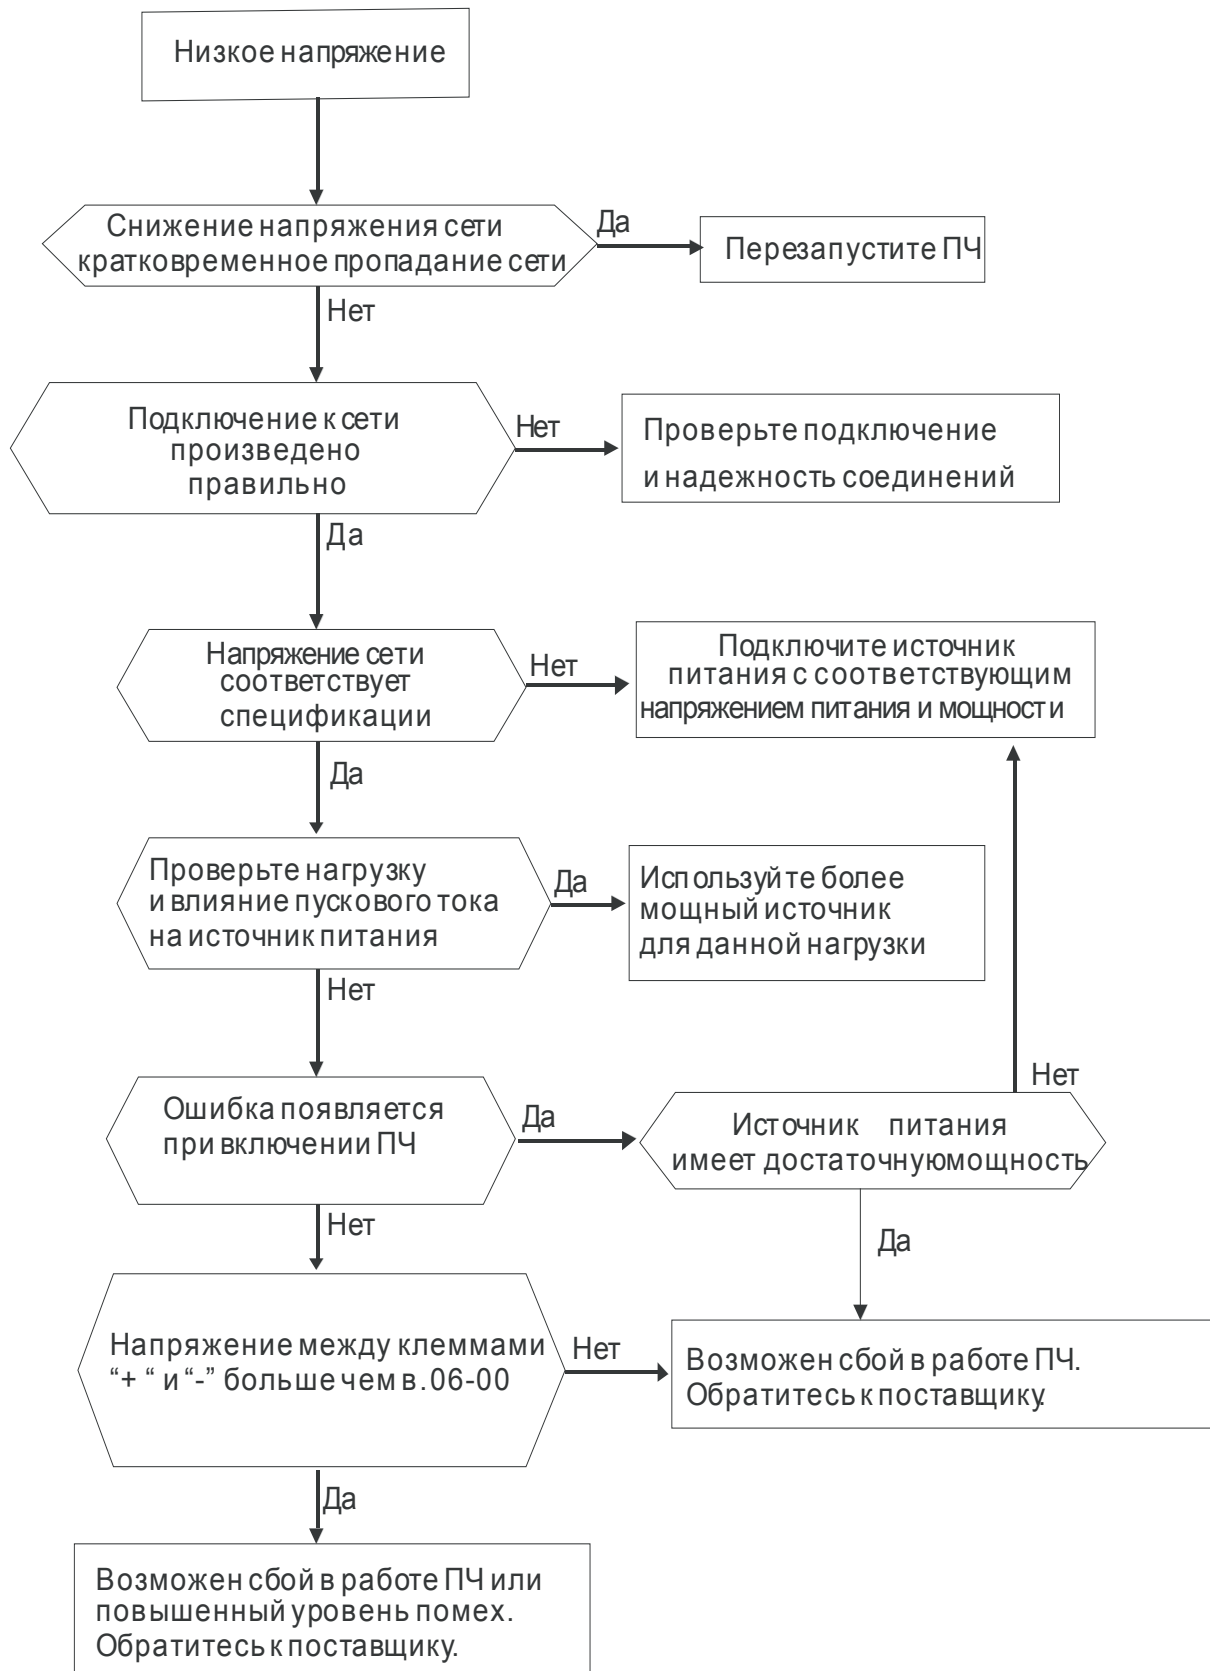 Низкое напряжение
Снижение напряжения сети
кратковременное пропадание сети
Да
Перезапустите ПЧ
Нет
Подключение к сети
произведено
правильно
Нет
Проверьте подключение
и надежность соединений
Да
Напряжение сети
соответствует
спецификации
Нет
Подключите источник
питания с соответствующим
напряжением питания и мощности
Да
Проверьте нагрузку
и влияние пускового тока
на источник питания
Да
Используйте более
мощный источник
для данной нагрузки
Нет
Ошибка появляется
при включении ПЧ
Да
Нет
Источник питания
имеет достаточнуюмощность
Нет
Да
Напряжение между клеммами
“+ “ и “-” больше чем в .06-00
Нет
Возможен сбой в работе ПЧ.
Обратитесь к поставщику.
Да
Возможен сбой в работе ПЧ или
повышенный уровень помех.
Обратитесь к поставщику.